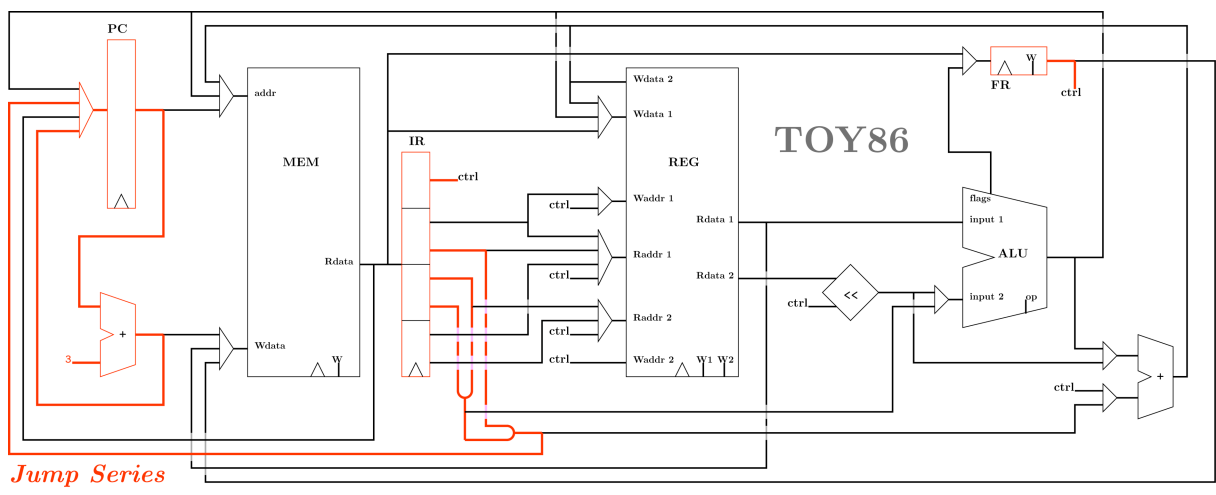 PC
addr
MEM
Rdata
Wdata
W
+
3
IR
ctrl
ctrl
ctrl
ctrl
ctrl
Wdata 2
Wdata 1
REG
Waddr 1
Rdata 1
Raddr 1
Rdata 2
Raddr 2
Waddr 2
W1 W2
TOY86
W
FR
ctrl
flags
input 1
ALU
input 2
op
<<
ctrl
ctrl
+
Jump Series